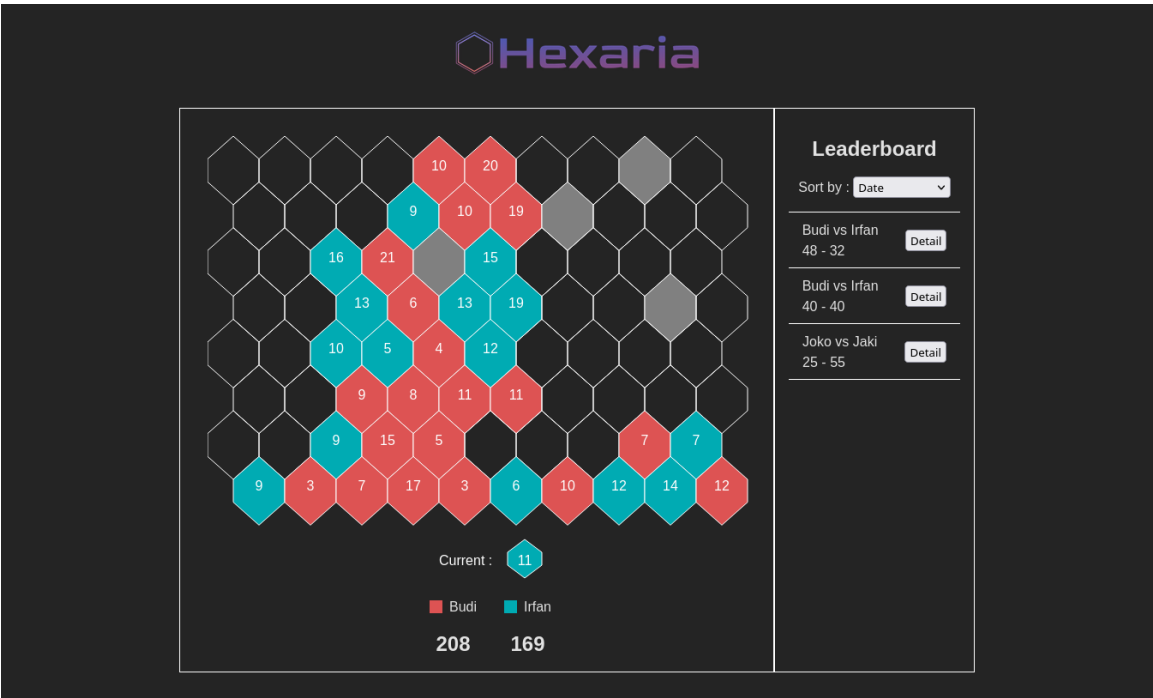 Hexaria
10 20
9 10 19
16 21 15
13 6 13 19
10 5 4 12
9 8 11 11
9 15 5 7 7
9 3 7 17 3 6 10 12 14 12
Current : 11
Budi Irfan
208 169
Leaderboard
Sort by : Date
Budi vs Irfan
48 - 32
Detail
Budi vs Irfan
40 - 40
Detail
Joko vs Jaki
25 - 55
Detail